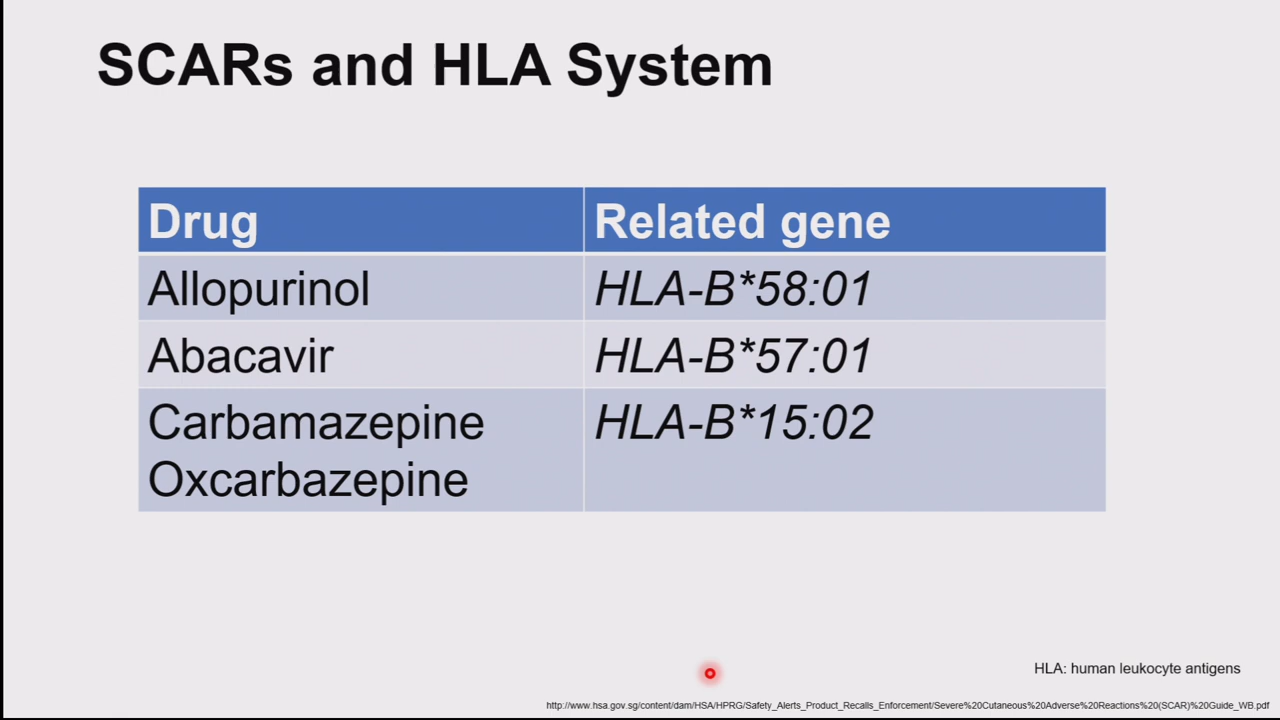 SCARs and HLA System
Drug
Related gene
Allopurinol
HLA-B*58:01
Abacavir
HLA-B*57:01
Carbamazepine
Oxcarbazepine
HLA-B*15:02
HLA: human leukocyte antigens
http://www.hsa.gov.sg/content/dam/HSA/HPRG/Safety_Alerts_Product_Recalls_Enforcement/Severe%20Cutaneous%20Adverse%20Reactions%20(SCAR)%20Guide_WB.pdf